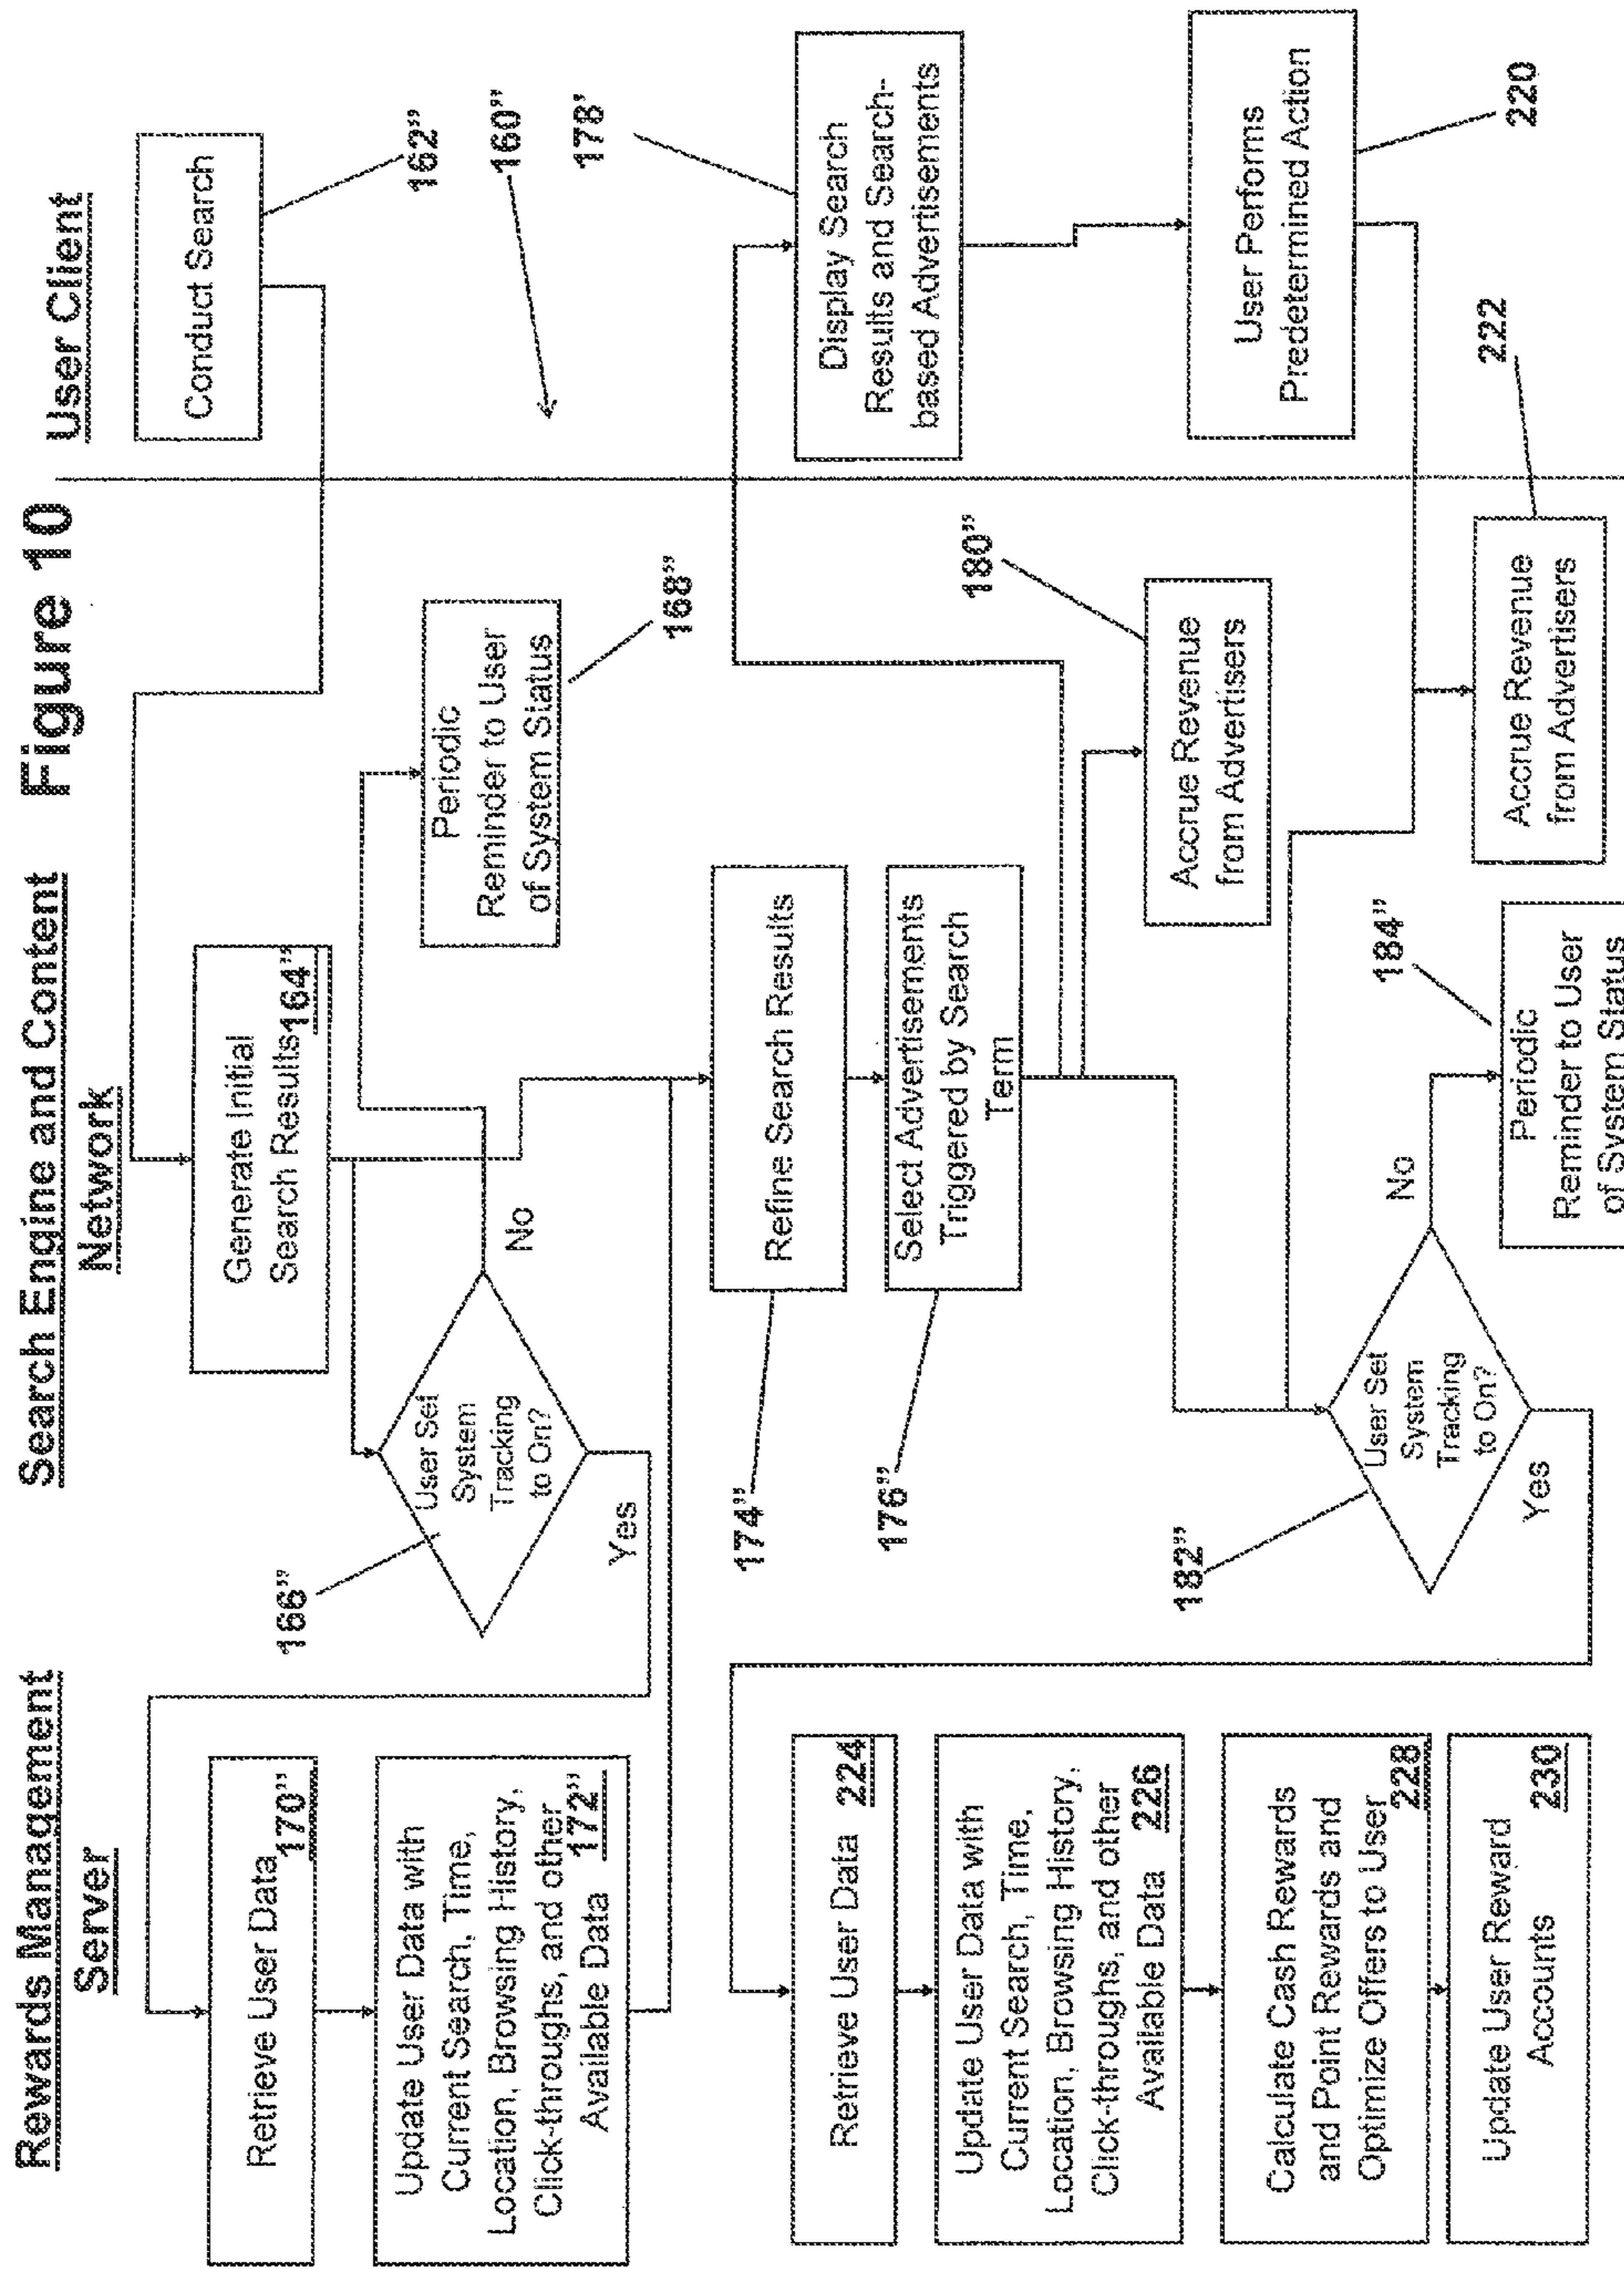 Figure 10
Rewards Management
Server
Search Engine and Content
Network
User Client
Conduct Search
162"
160"
Generate Initial
Search Results
164"
User Set
System
Tracking
to On?
166"
No
Yes
Periodic
Reminder to User
of System Status
168"
Retrieve User Data
170"
Update User Data with
Current Search, Time,
Location, Browsing History,
Click-throughs, and other
Available Data
172"
Refine Search Results
174"
Select Advertisements
Triggered by Search
Term
176"
Display Search
Results and Search-
based Advertisements
178'
Accrue Revenue
from Advertisers
180"
User Performs
Predetermined Action
220
Accrue Revenue
from Advertisers
222
User Set
System
Tracking
to On?
182"
No
Yes
Periodic
Reminder to User
of System Status
184"
Retrieve User Data
224
Update User Data with
Current Search, Time,
Location, Browsing History,
Click-throughs, and other
Available Data
226
Calculate Cash Rewards
and Point Rewards and
Optimize Offers to User
228
Update User Reward
Accounts
230